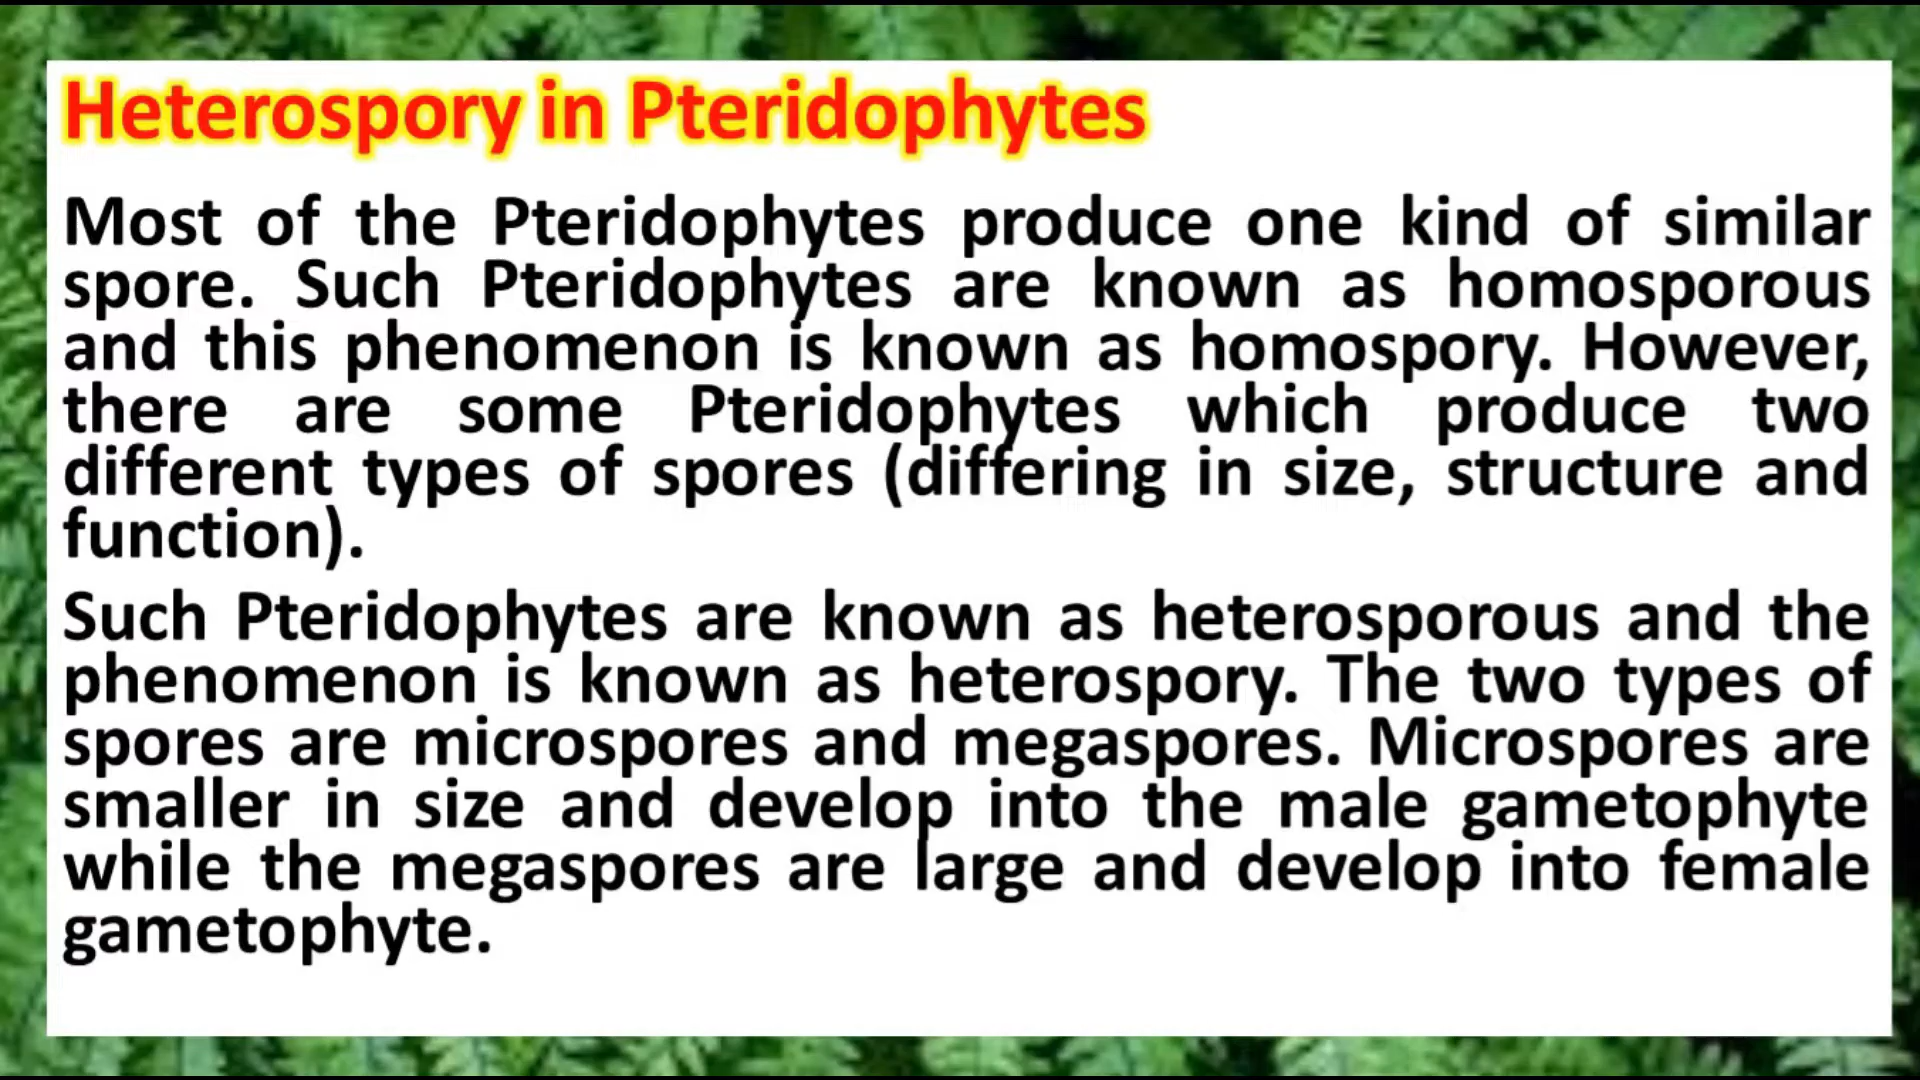 Heterospory in Pteridophytes
Most of the Pteridophytes produce one kind of similar
spore. Such Pteridophytes are known as homosporous
and this phenomenon is known as homospory. However,
there are some Pteridophytes which produce two
different types of spores (differing in size, structure and
function).
Such Pteridophytes are known as heterosporous and the
phenomenon is known as heterospory. The two types of
spores are microspores and megaspores. Microspores are
smaller in size and develop into the male gametophyte
while the megaspores are large and develop into female
gametophyte.